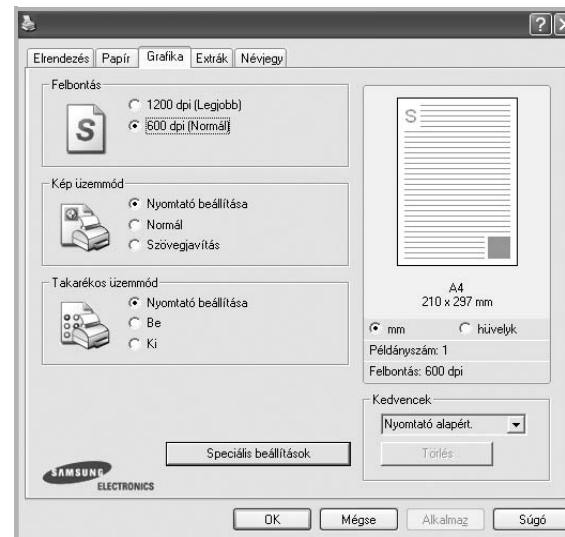 Elrendezés Papír Grafika Extrák Névjegy
Felbontás
S
1200 dpi (Legjobb)
600 dpi (Normál)
Kép üzemmód
Nyomtató beállítása
Normál
Szövegjavítás
Takarékos üzemmód
Nyomtató beállítása
Be
Ki
S
A4
210 x 297 mm
mm hüvelyk
Példányszám: 1
Felbontás: 600 dpi
Kedvencek
Nyomtató alapért.
Törlés
Speciális beállítások
SAMSUNG
ELECTRONICS
OK Mégse Alkalmaz Súgó